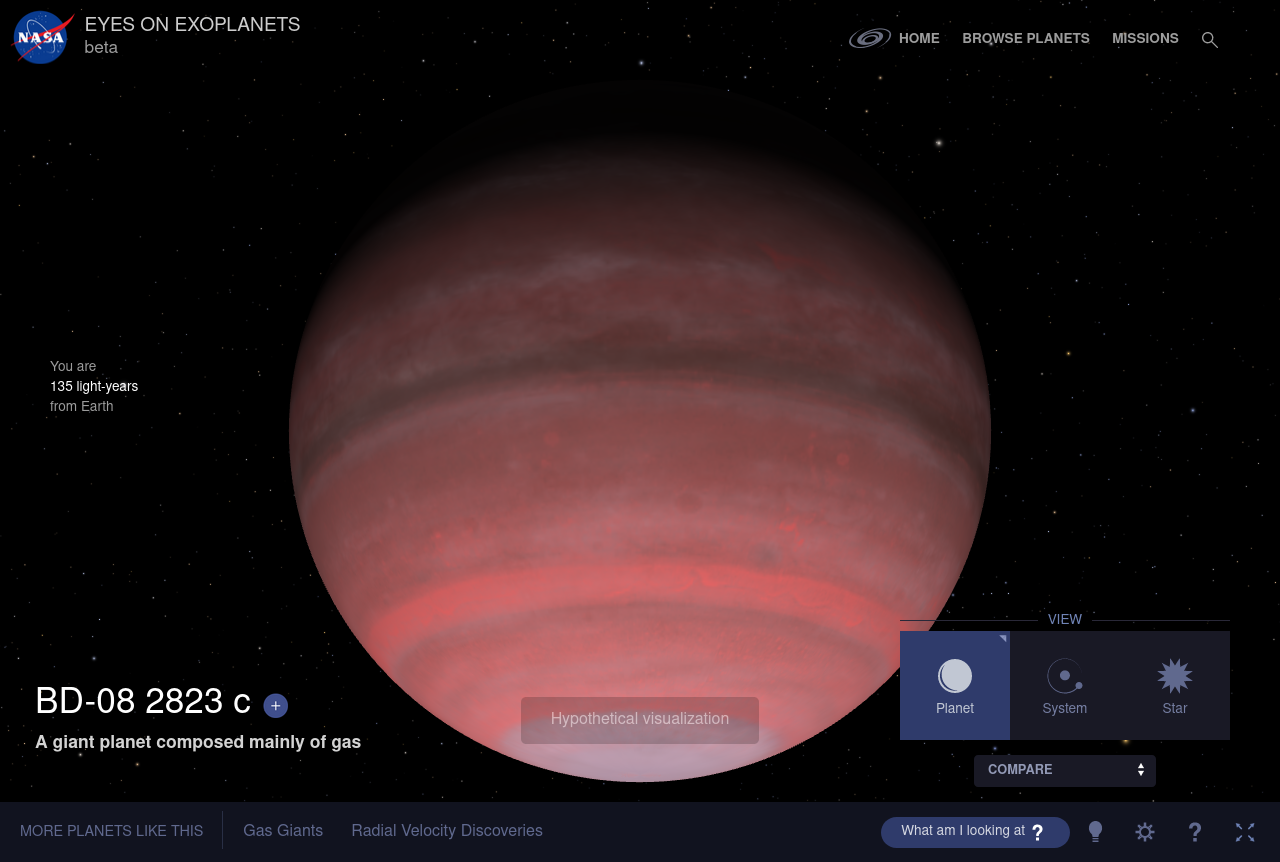 NASA
EYES ON EXOPLANETS
beta
HOME
BROWSE PLANETS
MISSIONS
You are
135 light-years
from Earth
VIEW
Planet
System
Star
COMPARE
BD-08 2823 c +
A giant planet composed mainly of gas
Hypothetical visualization
MORE PLANETS LIKE THIS
Gas Giants
Radial Velocity Discoveries
What am I looking at ?
?